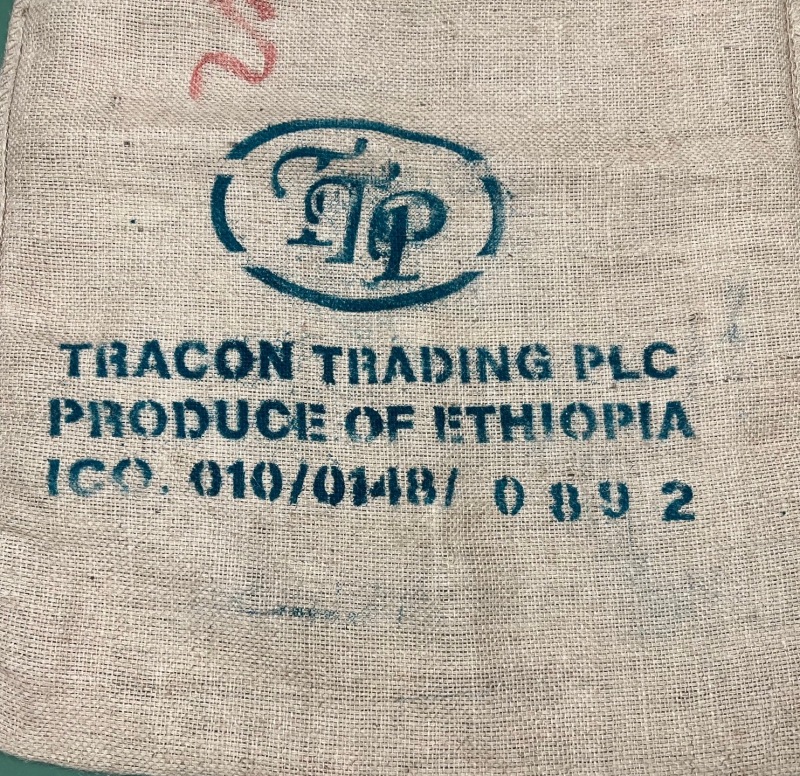 TTP
TRACON TRADING PLC
PRODUCE OF ETHIOPIA
ICO. 010/0148/ 0892